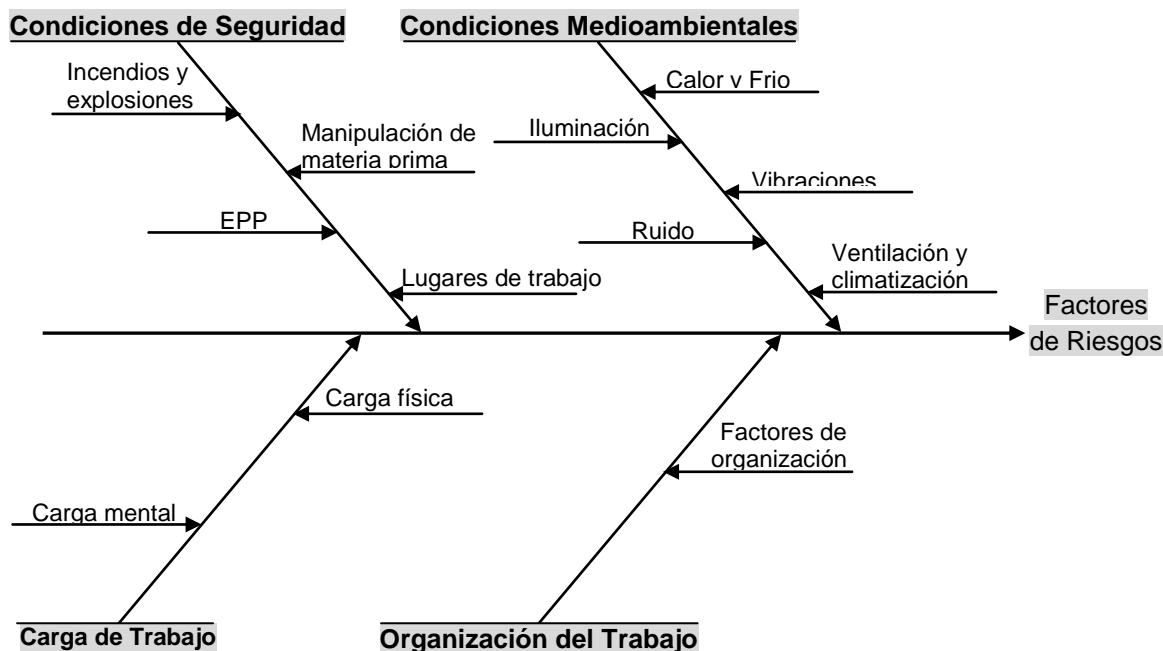 Condiciones de Seguridad
Condiciones Medioambientales
Incendios y
explosiones
Manipulación de
materia prima
EPP
Lugares de trabajo
Calor y Frio
Iluminación
Vibraciones
Ruido
Ventilación y
climatización
Factores
de Riesgos
Carga física
Carga mental
Factores de
organización
Carga de Trabajo
Organización del Trabajo